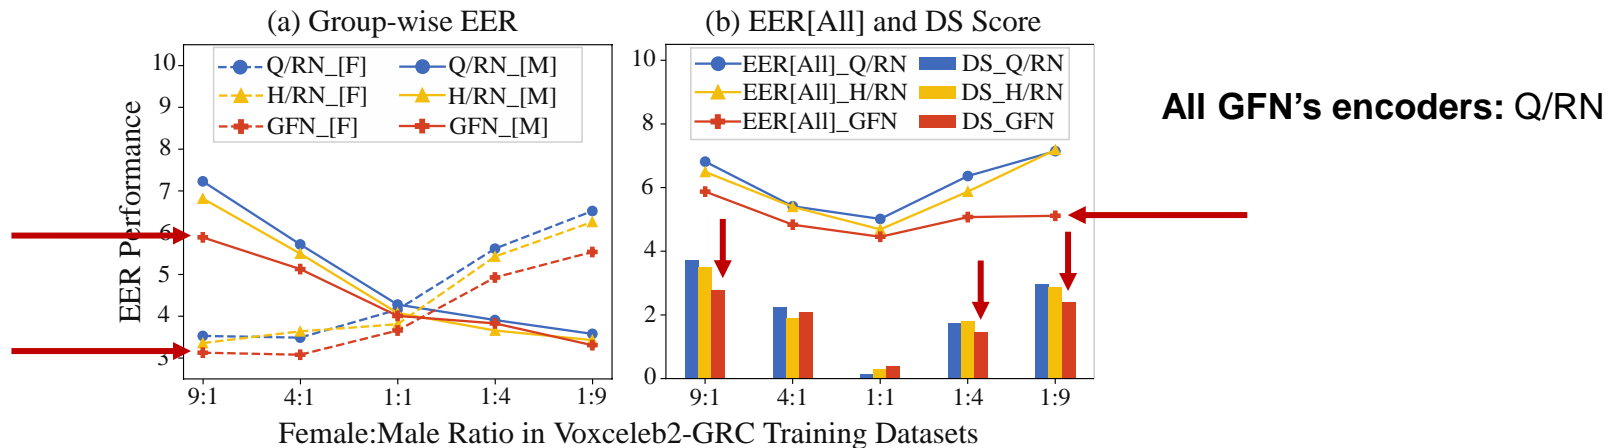 (a) Group-wise EER
(b) EER[All] and DS Score
EER Performance
10
9
8
7
6
5
4
3
Q/RN_[F]
Q/RN_[M]
H/RN_[F]
H/RN_[M]
GFN_[F]
GFN_[M]
9:1
4:1
1:1
1:4
1:9
10
8
6
4
2
0
EER[All]_Q/RN
DS_Q/RN
EER[All]_H/RN
DS_H/RN
EER[All]_GFN
DS_GFN
9:1
4:1
1:1
1:4
1:9
Female:Male Ratio in Voxceleb2-GRC Training Datasets
All GFN's encoders: Q/RN